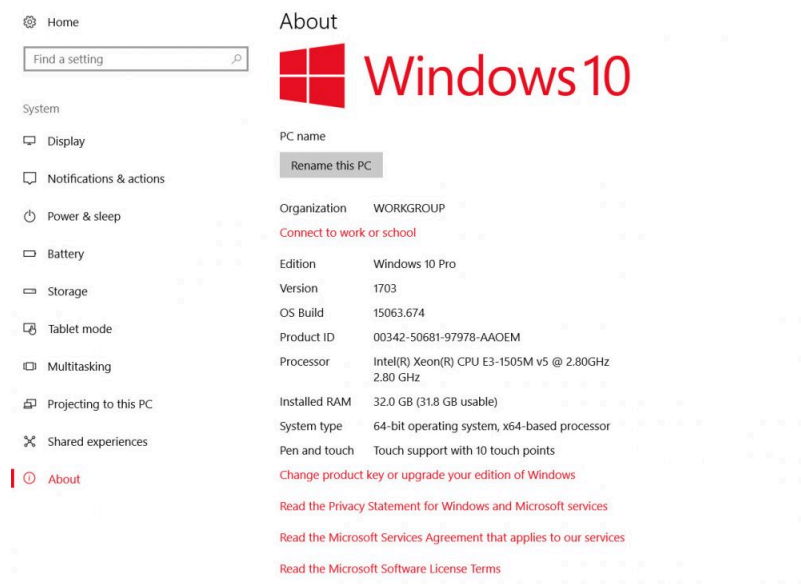 Home
Find a setting
System
Display
Notifications & actions
Power & sleep
Battery
Storage
Tablet mode
Multitasking
Projecting to this PC
Shared experiences
About
About
Windows 10
PC name
Rename this PC
Organization WORKGROUP
Connect to work or school
Edition Windows 10 Pro
Version 1703
OS Build 15063.674
Product ID 00342-50681-97978-AAOEM
Processor Intel(R) Xeon(R) CPU E3-1505M v5 @ 2.80GHz
2.80 GHz
Installed RAM 32.0 GB (31.8 GB usable)
System type 64-bit operating system, x64-based processor
Pen and touch Touch support with 10 touch points
Change product key or upgrade your edition of Windows
Read the Privacy Statement for Windows and Microsoft services
Read the Microsoft Services Agreement that applies to our services
Read the Microsoft Software License Terms